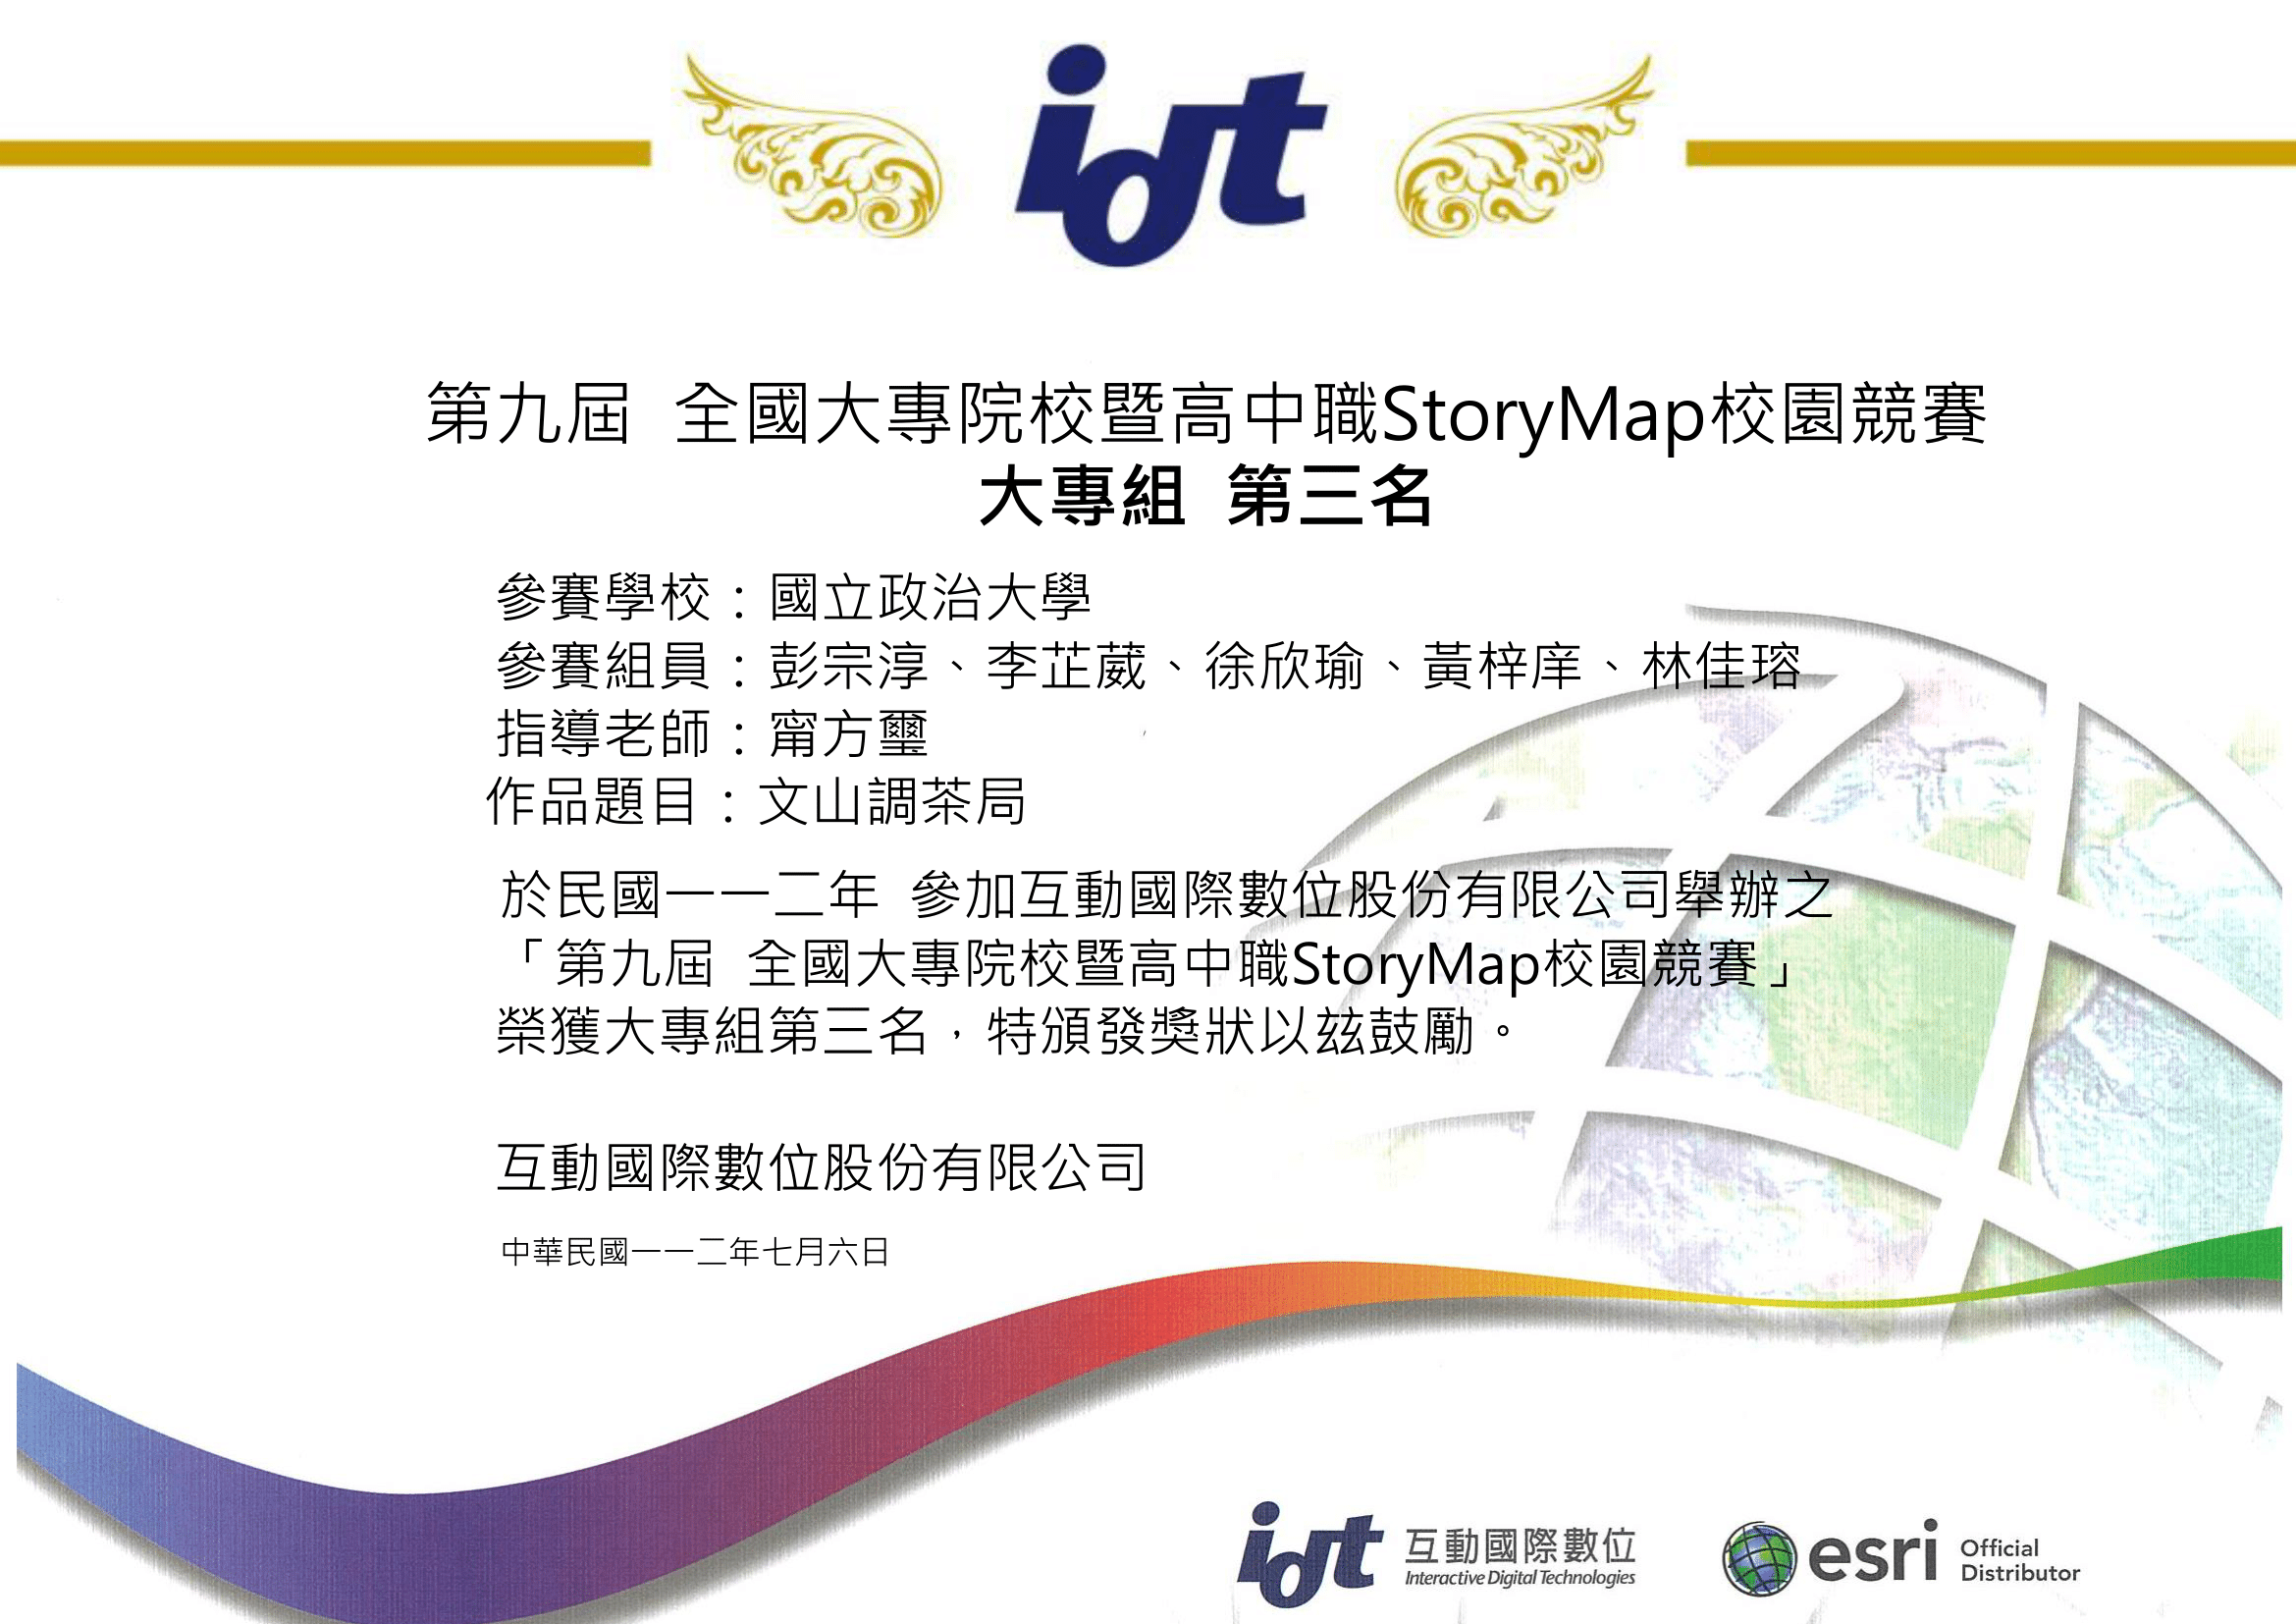 idt
第九屆 全國大專院校暨高中職StoryMap校園競賽
大專組 第三名
參賽學校：國立政治大學
參賽組員：彭宗淳、李芷葳、徐欣瑜、黃梓庠、林佳瑢
指導老師：甯方璽
作品題目：文山調茶局
於民國一一二年 參加互動國際數位股份有限公司舉辦之
「第九屆 全國大專院校暨高中職StoryMap校園競賽」
榮獲大專組第三名，特頒發獎狀以玆鼓勵。
互動國際數位股份有限公司
中華民國一一二年七月六日
idt 互動國際數位
Interactive Digital Technologies
esri Official
Distributor